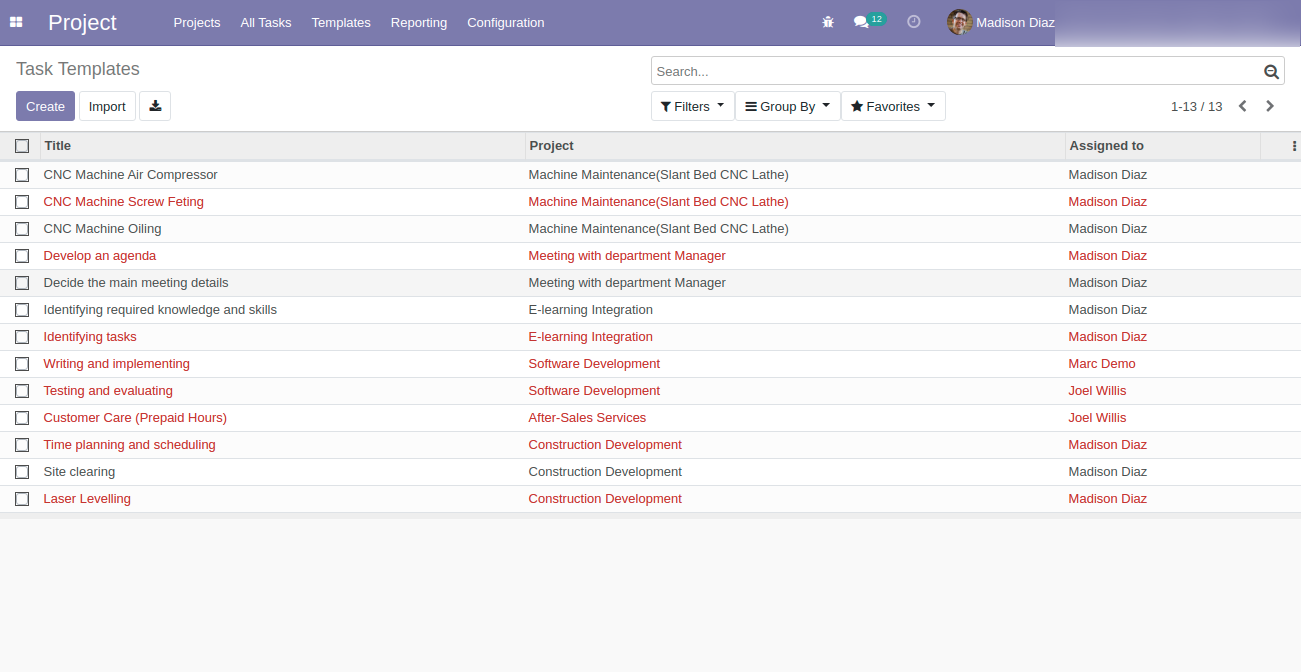 Project Projects All Tasks Templates Reporting Configuration 12 Madison Diaz
Task Templates
Search...
Create Import Filters Group By Favorites 1-13 / 13
Title Project Assigned to
CNC Machine Air Compressor Machine Maintenance(Slant Bed CNC Lathe) Madison Diaz
CNC Machine Screw Feting Machine Maintenance(Slant Bed CNC Lathe) Madison Diaz
CNC Machine Oiling Machine Maintenance(Slant Bed CNC Lathe) Madison Diaz
Develop an agenda Meeting with department Manager Madison Diaz
Decide the main meeting details Meeting with department Manager Madison Diaz
Identifying required knowledge and skills E-learning Integration Madison Diaz
Identifying tasks E-learning Integration Madison Diaz
Writing and implementing Software Development Marc Demo
Testing and evaluating Software Development Joel Willis
Customer Care (Prepaid Hours) After-Sales Services Joel Willis
Time planning and scheduling Construction Development Madison Diaz
Site clearing Construction Development Madison Diaz
Laser Levelling Construction Development Madison Diaz